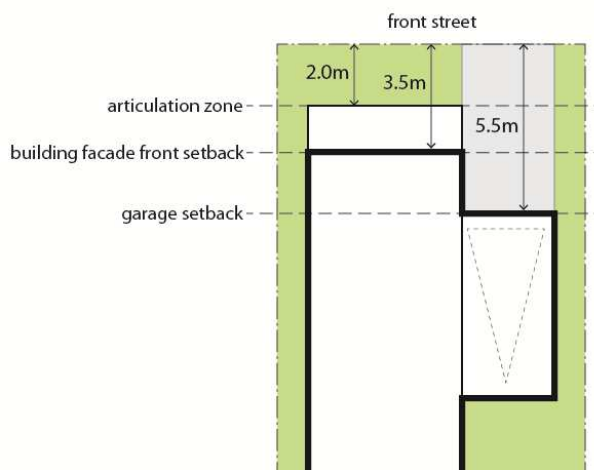 front street
2.0m
3.5m
articulation zone
5.5m
building facade front setback
garage setback